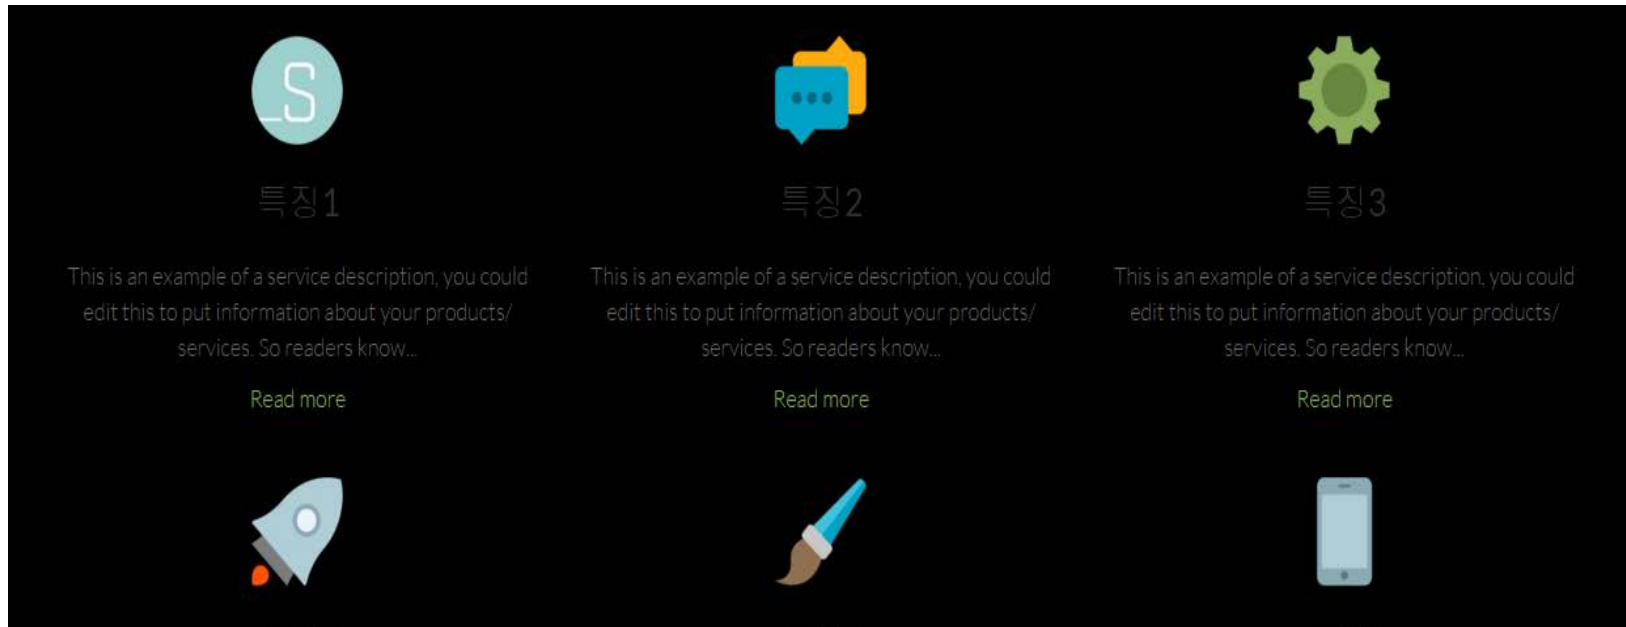 _S
특징1
This is an example of a service description, you could
edit this to put information about your products/
services. So readers know...
Read more
특징2
This is an example of a service description, you could
edit this to put information about your products/
services. So readers know...
Read more
특징3
This is an example of a service description, you could
edit this to put information about your products/
services. So readers know...
Read more